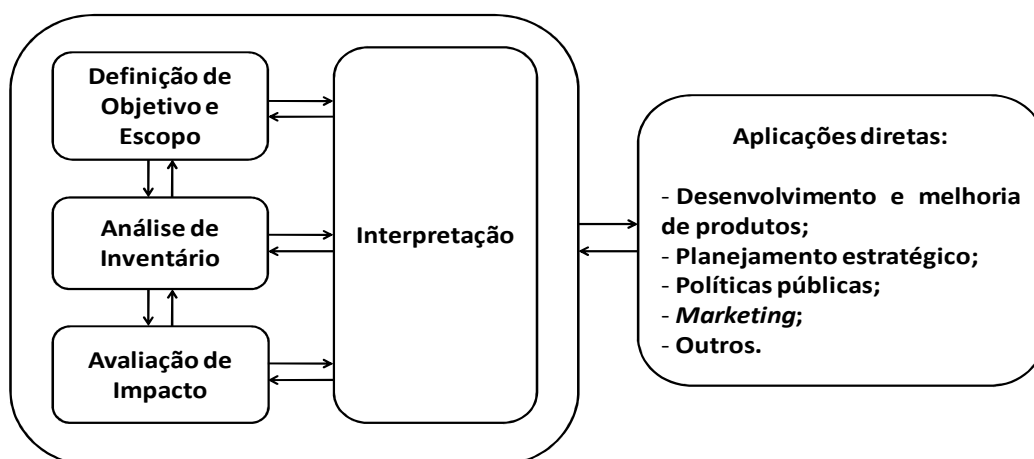 Definição de
Objetivo e
Escopo
Análise de
Inventário
Avaliação de
Impacto
Interpretação
Aplicações diretas:
- Desenvolvimento e melhoria
de produtos;
- Planejamento estratégico;
- Políticas públicas;
- Marketing;
- Outros.